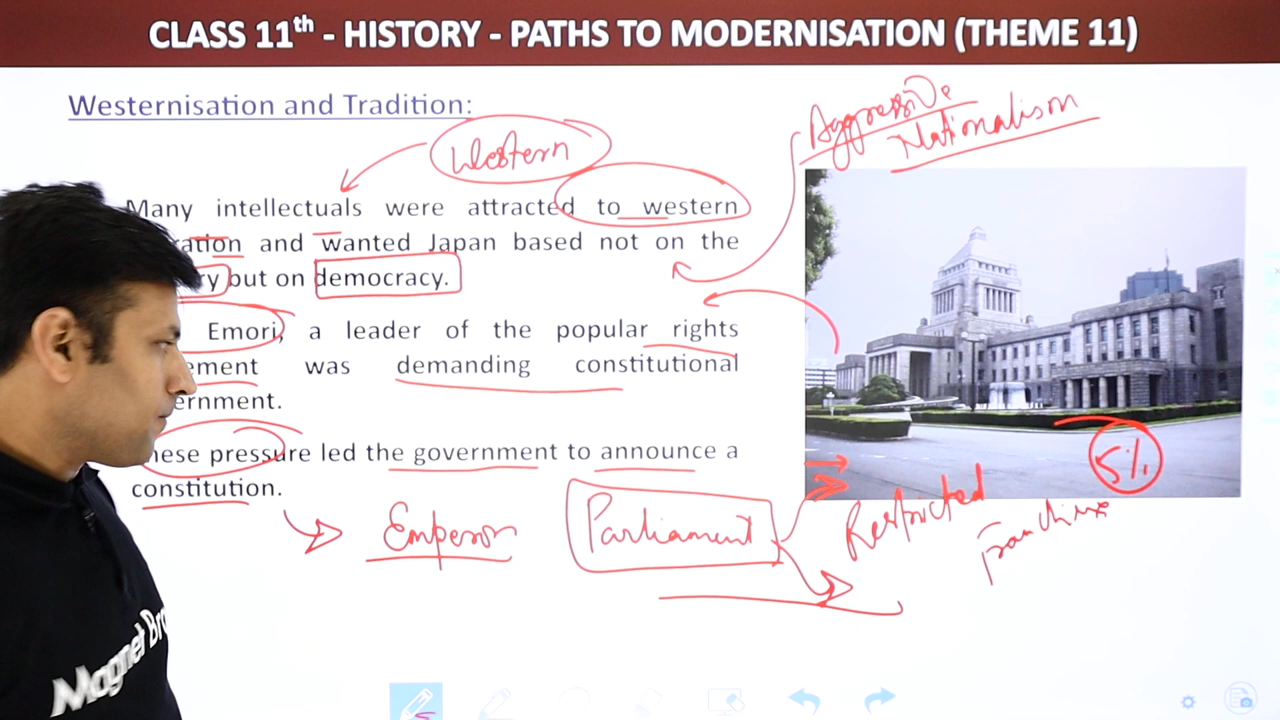 CLASS 11th - HISTORY - PATHS TO MODERNISATION (THEME 11)
Westernisation and Tradition:
Aggressive
Nationalism
Western
Many intellectuals were attracted to western
and wanted Japan based not on the
but on democracy.
Emori, a leader of the popular rights
was demanding constitutional
pressure led the government to announce a
constitution.
5%
Emperor
Parliament
Restricted
franchise
Magnet Bro